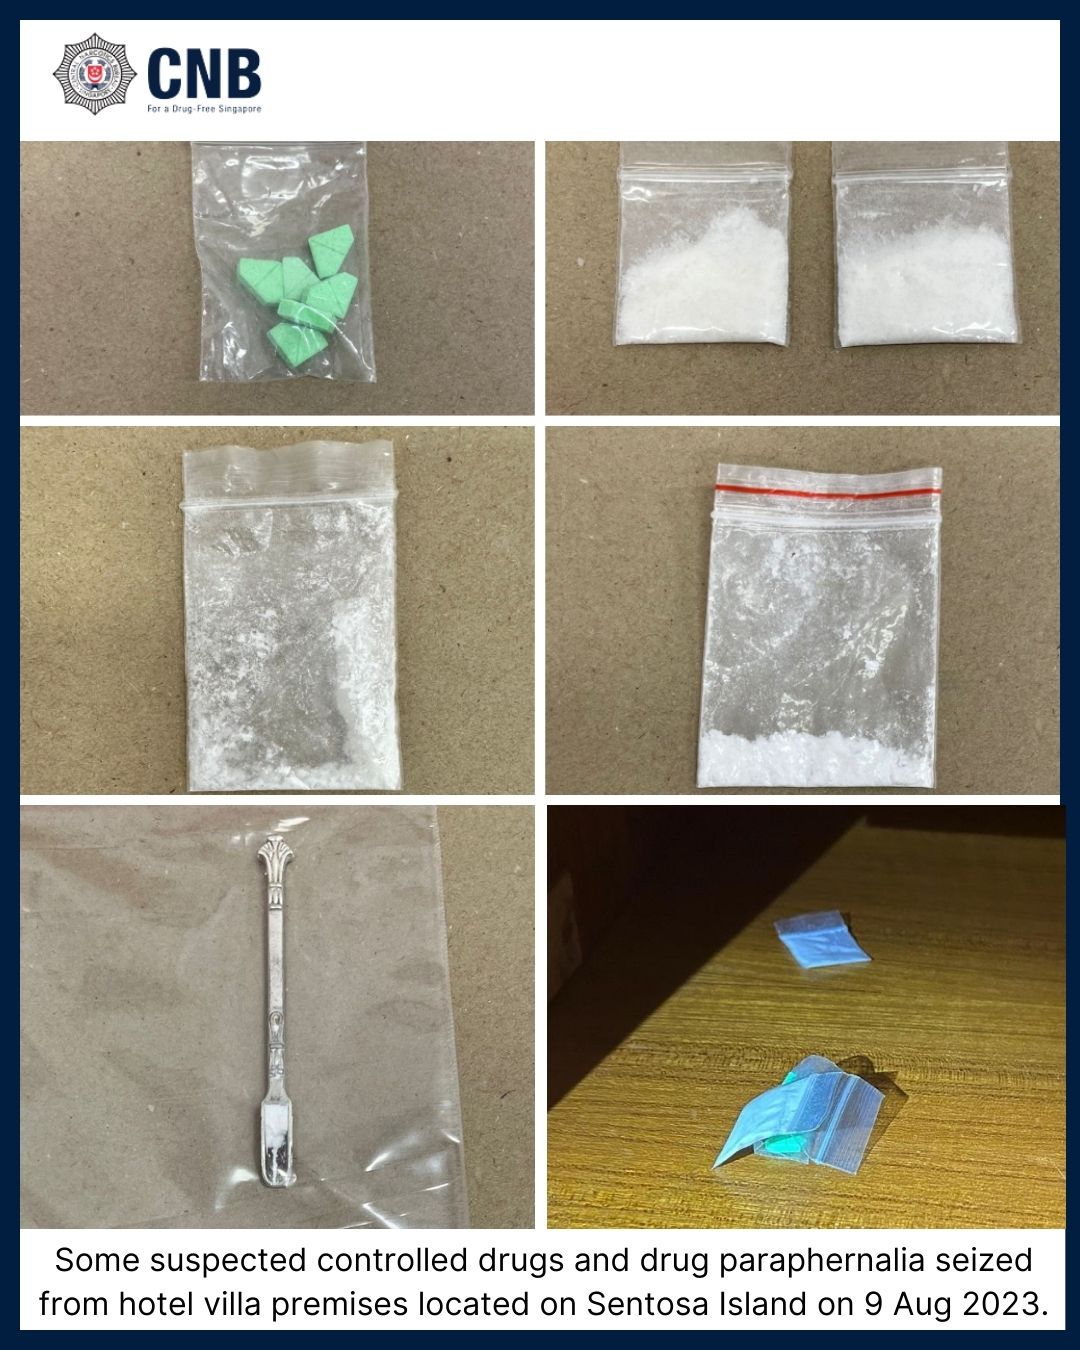 CENTRAL NARCOTICS BUREAU
SINGAPORE
CNB
For a Drug-Free Singapore
Some suspected controlled drugs and drug paraphernalia seized
from hotel villa premises located on Sentosa Island on 9 Aug 2023.